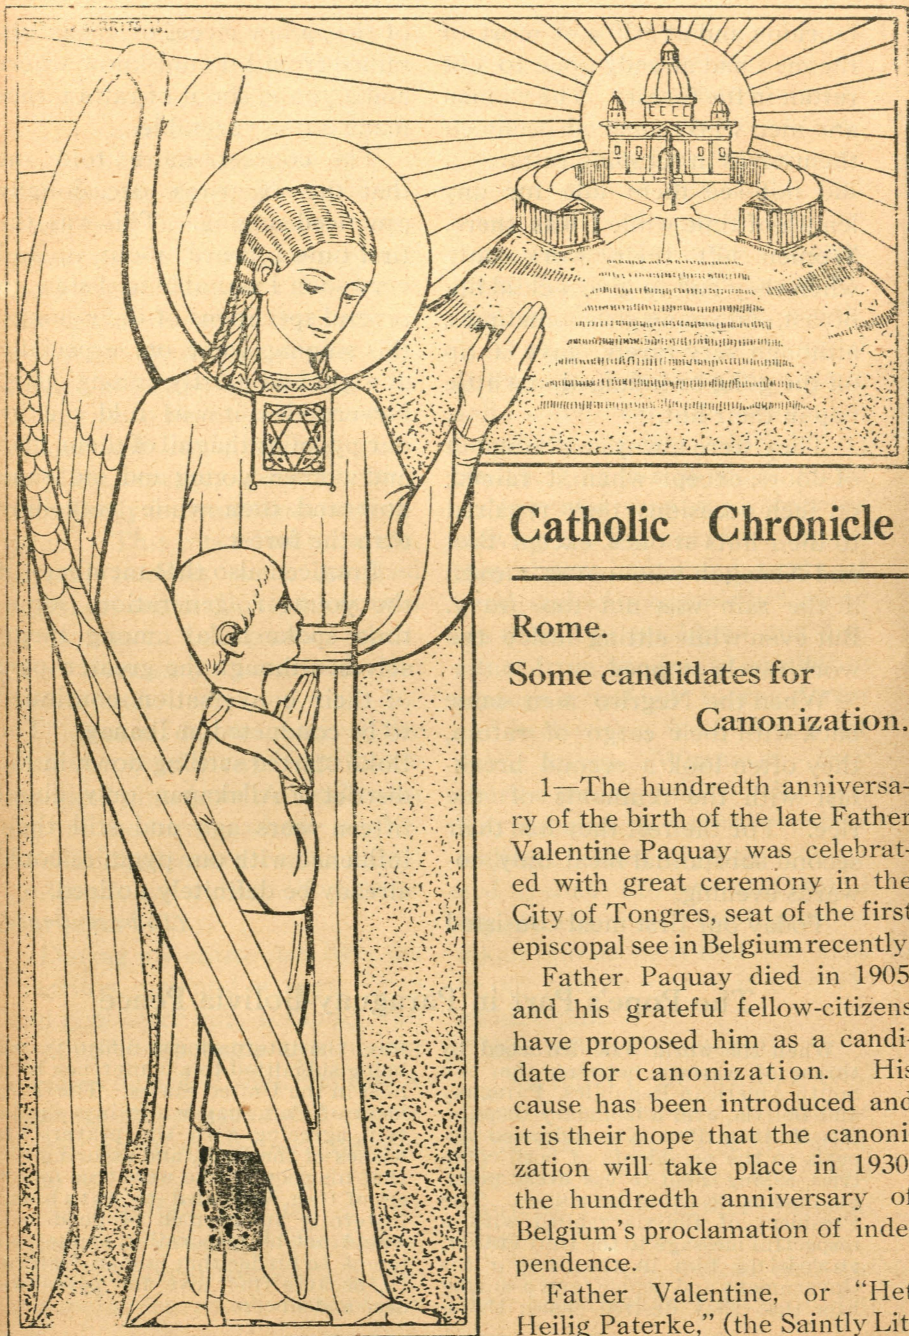 Catholic Chronicle
Rome.
Some candidates for
Canonization.
1—The hundredth anniversa-
ry of the birth of the late Father
Valentine Paquay was celebrat-
ed with great ceremony in the
City of Tongres, seat of the first
episcopal see in Belgium recently
Father Paquay died in 1905
and his grateful fellow-citizens
have proposed him as a candi-
date for canonization. His
cause has been introduced and
it is their hope that the canoni
zation will take place in 1930
the hundredth anniversary of
Belgium's proclamation of inde
pendence.
Father Valentine, or “Het
Heilig Paterke,” (the Saintly Lit